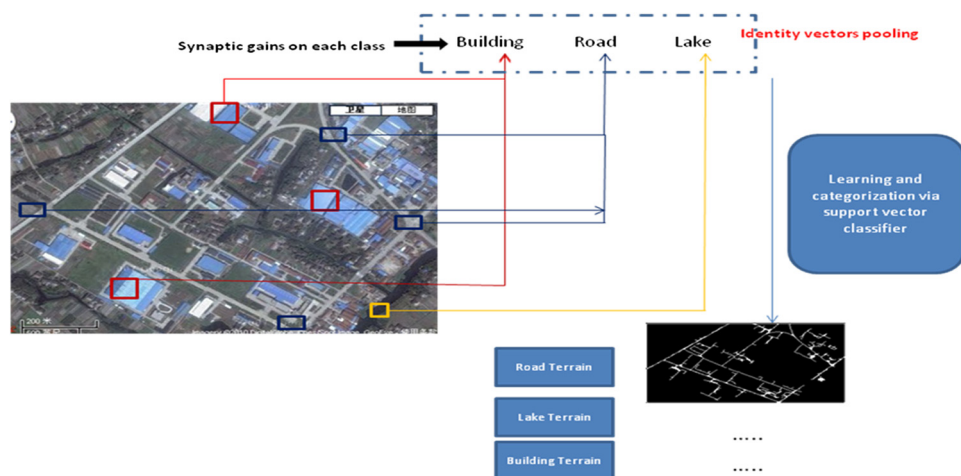 Synaptic gains on each class
Building Road Lake
Identity vectors pooling
卫星 地图
Learning and
categorization via
support vector
classifier
200 米
Road Terrain
Lake Terrain
.....
Building Terrain
.....